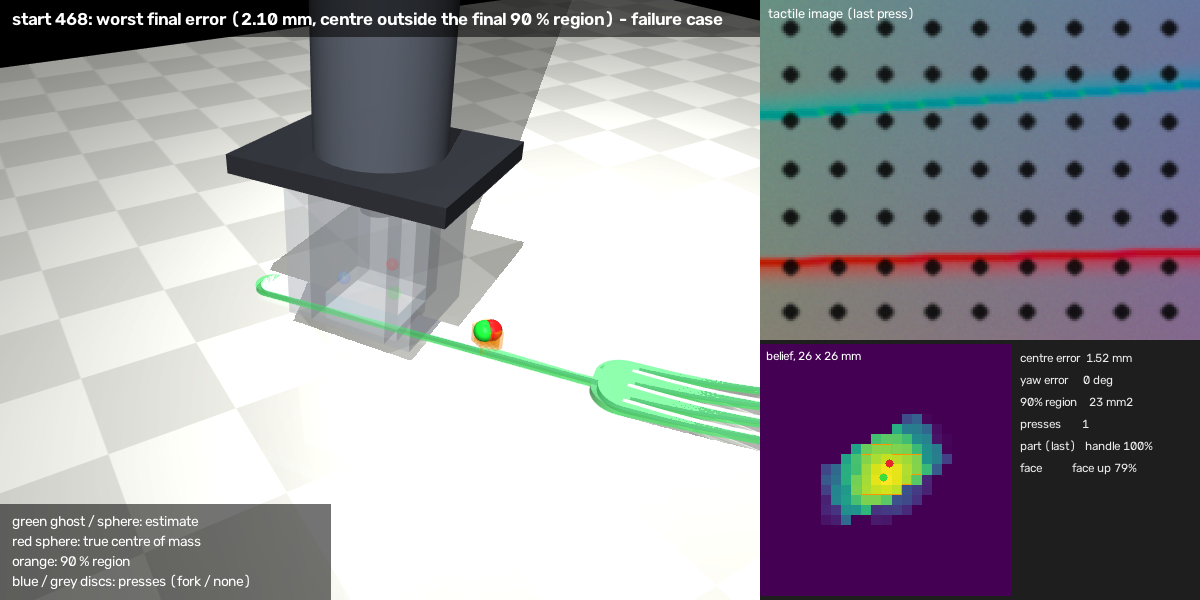 start 468: worst final error (2.10 mm, centre outside the final 90 % region) - failure case
tactile image (last press)
belief, 26 x 26 mm
centre error 1.52 mm
yaw error 0 deg
90% region 23 mm2
presses 1
part (last) handle 100%
face face up 79%
green ghost / sphere: estimate
red sphere: true centre of mass
orange: 90 % region
blue / grey discs: presses (fork / none)